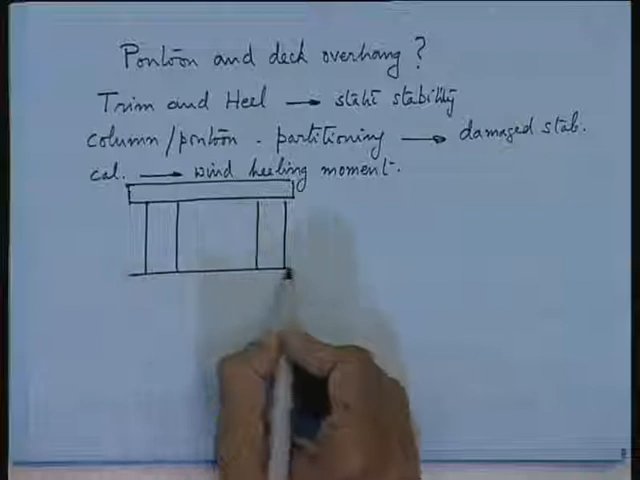 Pontoon and deck overhang ?
Trim and Heel → static stability
column/pontoon - partitioning → damaged stab.
cal. → wind heeling moment.